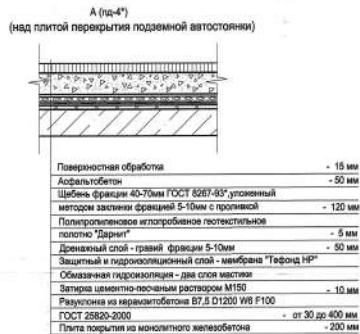 А (пд-4*)
(над плитой перекрытия подземной автостоянки)
Поверхностная обработка - 15 мм
Асфальтобетон - 50 мм
Щебень фракции 40-70мм ГОСТ 8267-93*,уложенный
методом заклинки фракцией 5-10мм с проливкой - 120 мм
Полипропиленовое иглопробивное геотекстильное
полотно "Дарнит" - 5 мм
Дренажный слой - гравий фракции 5-10мм - 50 мм
Защитный и гидроизоляционный слой - мембрана "Тефонд HP"
Обмазачная гидроизоляция - два слоя мастики
Затирка цементно-песчаным раствором М150 - 10 мм
Разуклонка из керамзитобетона В7,5 D1200 W6 F100
ГОСТ 25820-2000 - от 30 до 400 мм
Плита покрытия из монолитного железобетона - 200 мм